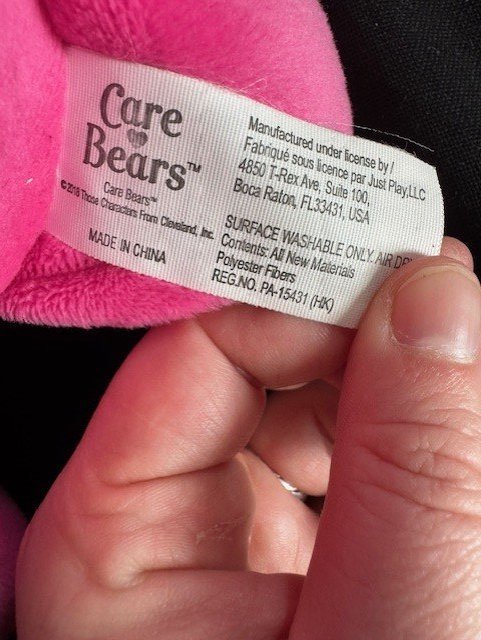 Care
Bears™
Care Bears™
©2018 Those Characters From Cleveland, Inc.
MADE IN CHINA
Manufactured under license by /
Fabriqué sous licence par Just Play,LLC
4850 T-Rex Ave, Suite 100,
Boca Raton, FL33431, USA
SURFACE WASHABLE ONLY. AIR
Contents: All New Materials
Polyester Fibers
REG.NO. PA-15431 (HK)